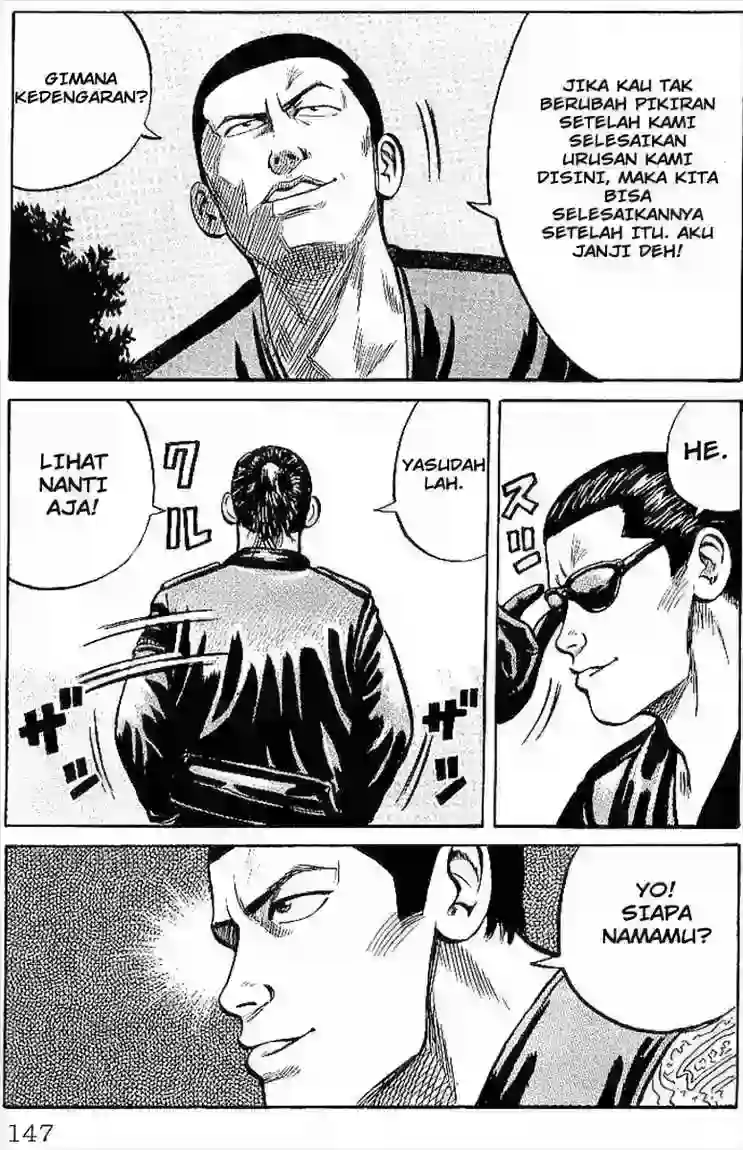 JIKA KAU TAK
BERUBAH PIKIRAN
SETELAH KAMI
SELESAIKAN
URUSAN KAMI
DISINI, MAKA KITA
BISA
SELESAIKANNYA
SETELAH ITU. AKU
JANJI DEH!
GIMANA
KEDENGARAN?
HE.
スッ
YASUDAH
LAH.
クルッ
LIHAT
NANTI
AJA!
ザッ
ザッ
YO!
SIAPA
NAMAMU?
147